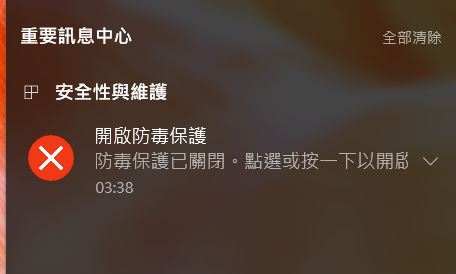 重要訊息中心
全部清除
安全性與維護
開啟防毒保護
防毒保護已關閉。點選或按一下以開啟
03:38